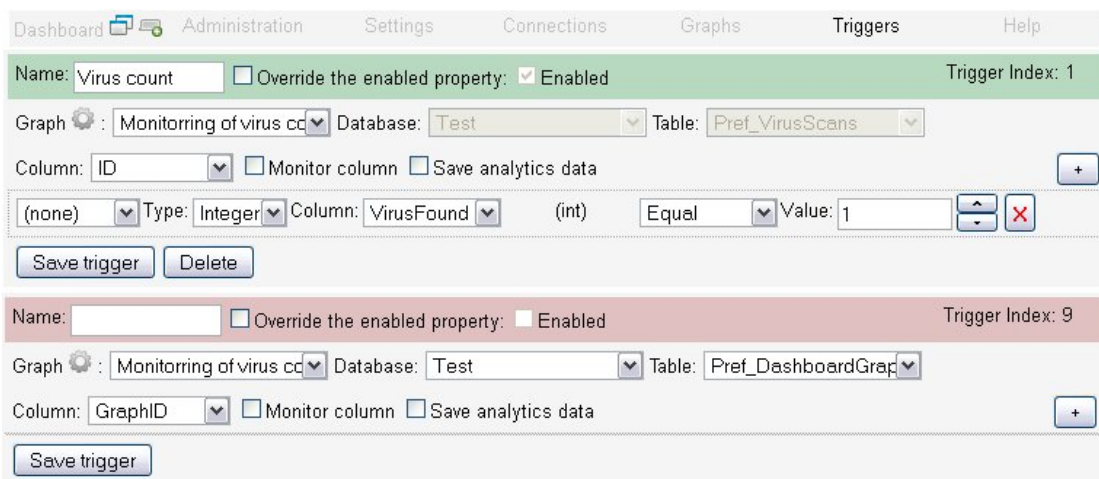 Dashboard Administration Settings Connections Graphs Triggers Help
Name: Virus count Override the enabled property: Enabled Trigger Index: 1
Graph : Monitorring of virus cc Database: Test Table: Pref_VirusScans
Column: ID Monitor column Save analytics data +
(none) Type: Integer Column: VirusFound (int) Equal Value: 1 X
Save trigger Delete
Name: Override the enabled property: Enabled Trigger Index: 9
Graph : Monitorring of virus cc Database: Test Table: Pref_DashboardGrap
Column: GraphID Monitor column Save analytics data +
Save trigger